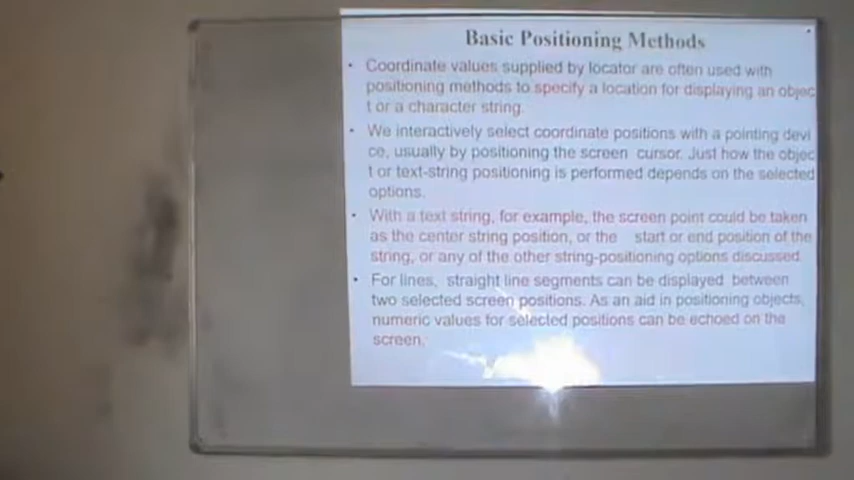 Basic Positioning Methods
• Coordinate values supplied by locator are often used with
positioning methods to specify a location for displaying an objec
t or a character string.
• We interactively select coordinate positions with a pointing devi
ce, usually by positioning the screen cursor. Just how the objec
t or text-string positioning is performed depends on the selected
options.
• With a text string, for example, the screen point could be taken
as the center string position, or the start or end position of the
string, or any of the other string-positioning options discussed.
• For lines, straight line segments can be displayed between
two selected screen positions. As an aid in positioning objects,
numeric values for selected positions can be echoed on the
screen.